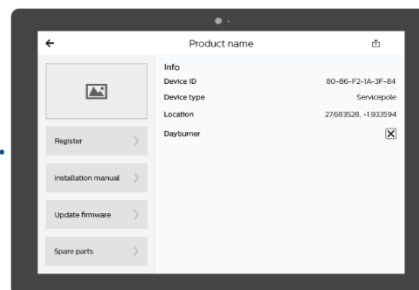 Product name
Info
Device ID 80-86-F2-1A-3F-84
Device type Servicepole
Location 27.683528, -1.933594
Dayburner
Register
Installation manual
Update firmware
Spare parts